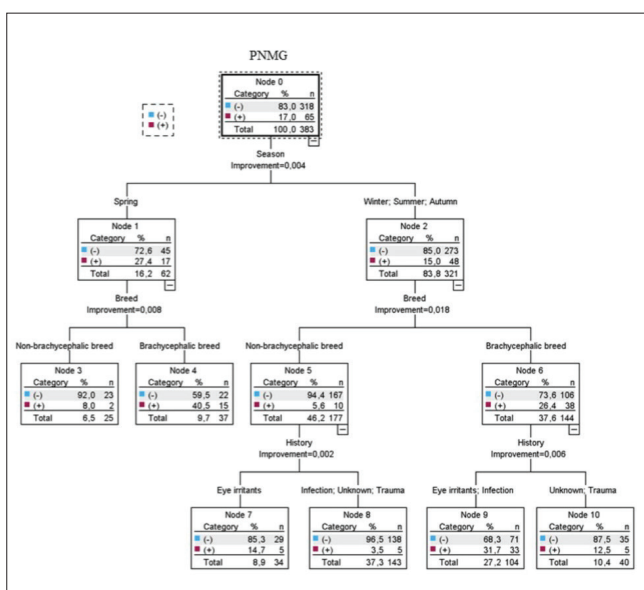 PNMG
Node 0
Category % n
(-) 83,0 318
(+) 17,0 65
Total 100,0 383
(-)
(+)
Season
Improvement=0,004
Spring
Winter; Summer; Autumn
Node 1
Category % n
(-) 72,6 45
(+) 27,4 17
Total 16,2 62
Node 2
Category % n
(-) 85,0 273
(+) 15,0 48
Total 83,8 321
Breed
Improvement=0,008
Breed
Improvement=0,018
Non-brachycephalic breed
Brachycephalic breed
Non-brachycephalic breed
Brachycephalic breed
Node 3
Category % n
(-) 92,0 23
(+) 8,0 2
Total 6,5 25
Node 4
Category % n
(-) 59,5 22
(+) 40,5 15
Total 9,7 37
Node 5
Category % n
(-) 94,4 167
(+) 5,6 10
Total 46,2 177
Node 6
Category % n
(-) 73,6 106
(+) 26,4 38
Total 37,6 144
History
Improvement=0,002
History
Improvement=0,006
Eye irritants
Infection; Unknown; Trauma
Eye irritants; Infection
Unknown; Trauma
Node 7
Category % n
(-) 85,3 29
(+) 14,7 5
Total 8,9 34
Node 8
Category % n
(-) 96,5 138
(+) 3,5 5
Total 37,3 143
Node 9
Category % n
(-) 68,3 71
(+) 31,7 33
Total 27,2 104
Node 10
Category % n
(-) 87,5 35
(+) 12,5 5
Total 10,4 40